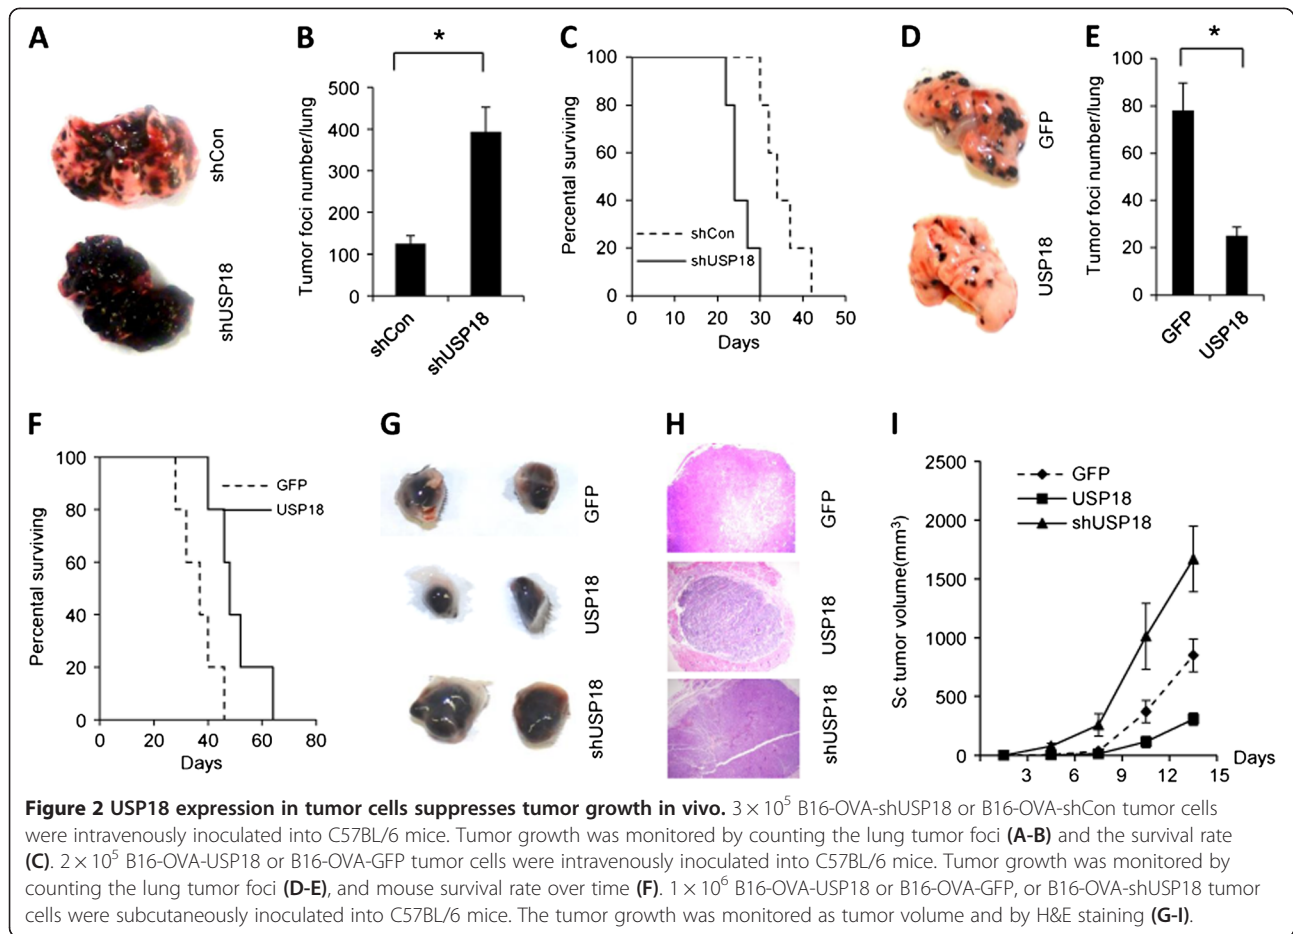 A
shCon
shUSP18
B
*
Tumor foci number/lung
500
400
300
200
100
0
shCon
shUSP18
C
Percental surviving
100
80
60
40
20
0
shCon
shUSP18
0 10 20 30 40 50
Days
D
GFP
USP18
E
*
Tumor foci number/lung
100
80
60
40
20
0
GFP
USP18
F
Percental surviving
100
80
60
40
20
0
GFP
USP18
0 20 40 60 80
Days
G
GFP
USP18
shUSP18
H
GFP
USP18
shUSP18
I
Sc tumor volume(mm³)
2500
2000
1500
1000
500
0
GFP
USP18
shUSP18
3 6 9 12 15
Days
Figure 2 USP18 expression in tumor cells suppresses tumor growth in vivo. 3 × 10⁵ B16-OVA-shUSP18 or B16-OVA-shCon tumor cells
were intravenously inoculated into C57BL/6 mice. Tumor growth was monitored by counting the lung tumor foci (A-B) and the survival rate
(C). 2 × 10⁵ B16-OVA-USP18 or B16-OVA-GFP tumor cells were intravenously inoculated into C57BL/6 mice. Tumor growth was monitored by
counting the lung tumor foci (D-E), and mouse survival rate over time (F). 1 × 10⁶ B16-OVA-USP18 or B16-OVA-GFP, or B16-OVA-shUSP18 tumor
cells were subcutaneously inoculated into C57BL/6 mice. The tumor growth was monitored as tumor volume and by H&E staining (G-I).